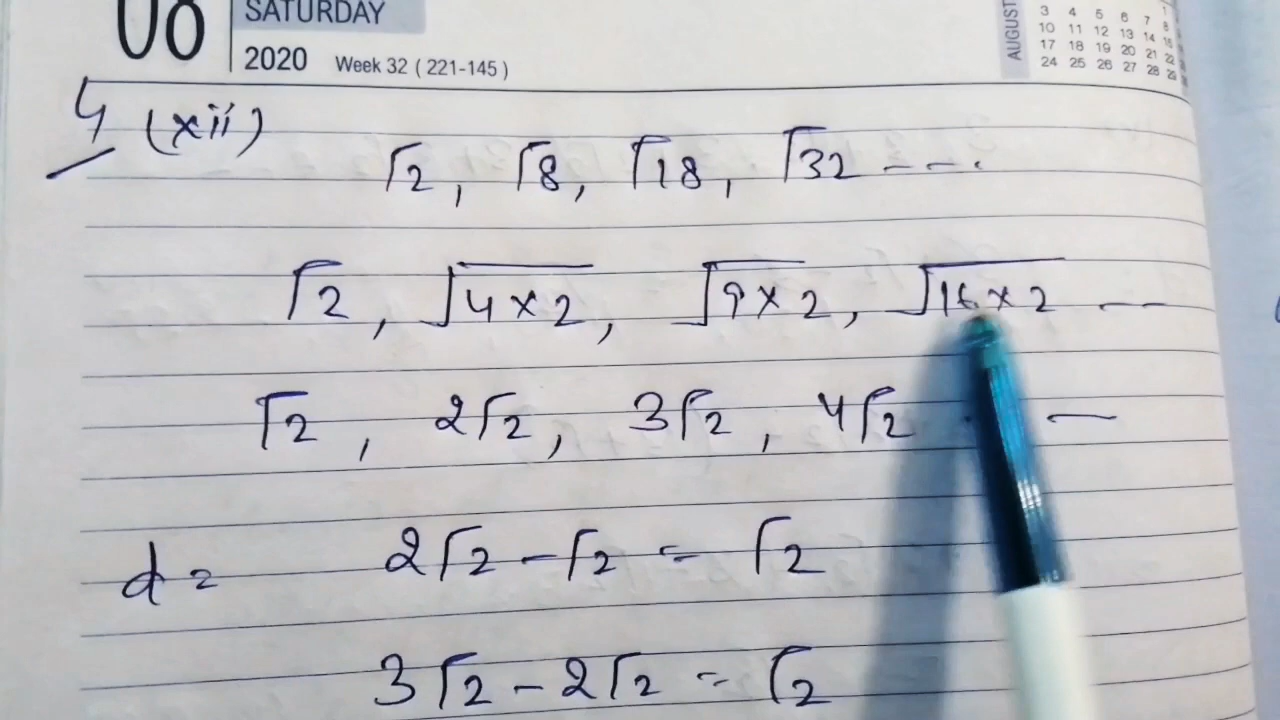 08 SATURDAY
2020 Week 32 (221-145)
AUGUST
3 4 5 6 7
10 11 12 13 14 15
17 18 19 20 21 22
24 25 26 27 28 29
4 (xii)
√2, √8, √18, √32 ----
√2, √4×2, √9×2, √16×2 --
√2, 2√2, 3√2, 4√2 - —
d = 2√2 - √2 = √2
3√2 - 2√2 = √2